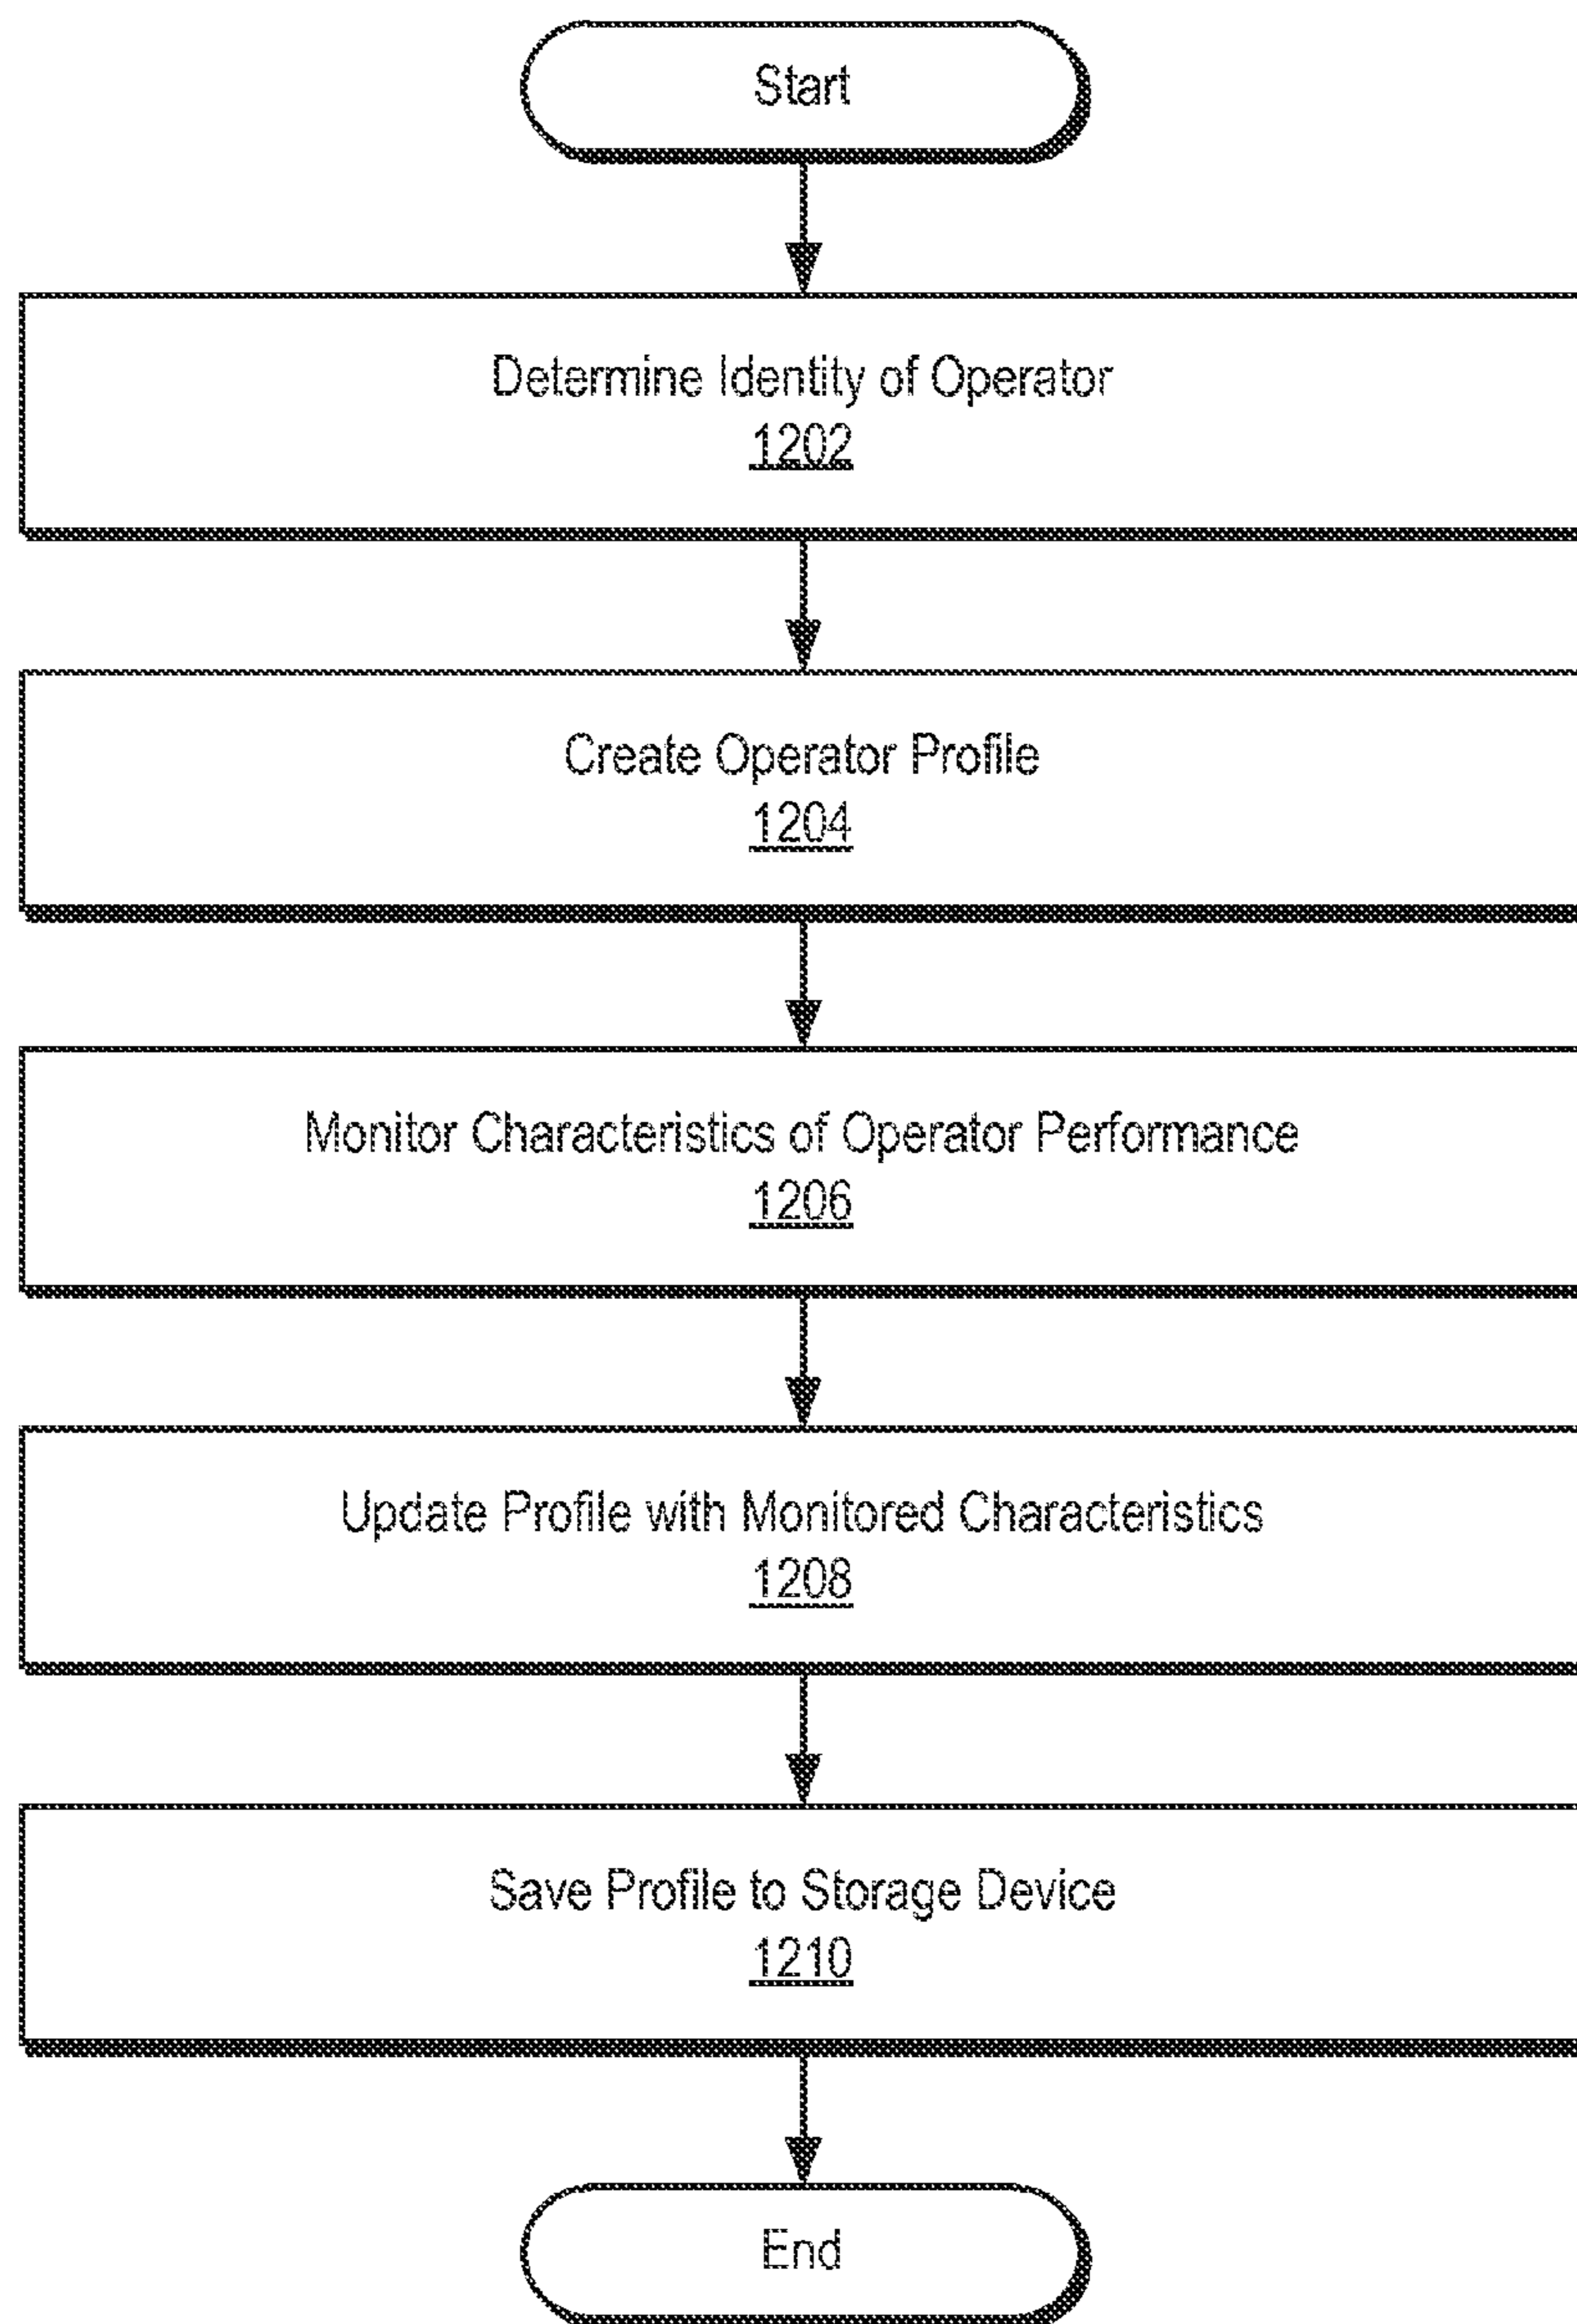 Start
Determine Identity of Operator
1202
Create Operator Profile
1204
Monitor Characteristics of Operator Performance
1206
Update Profile with Monitored Characteristics
1208
Save Profile to Storage Device
1210
End